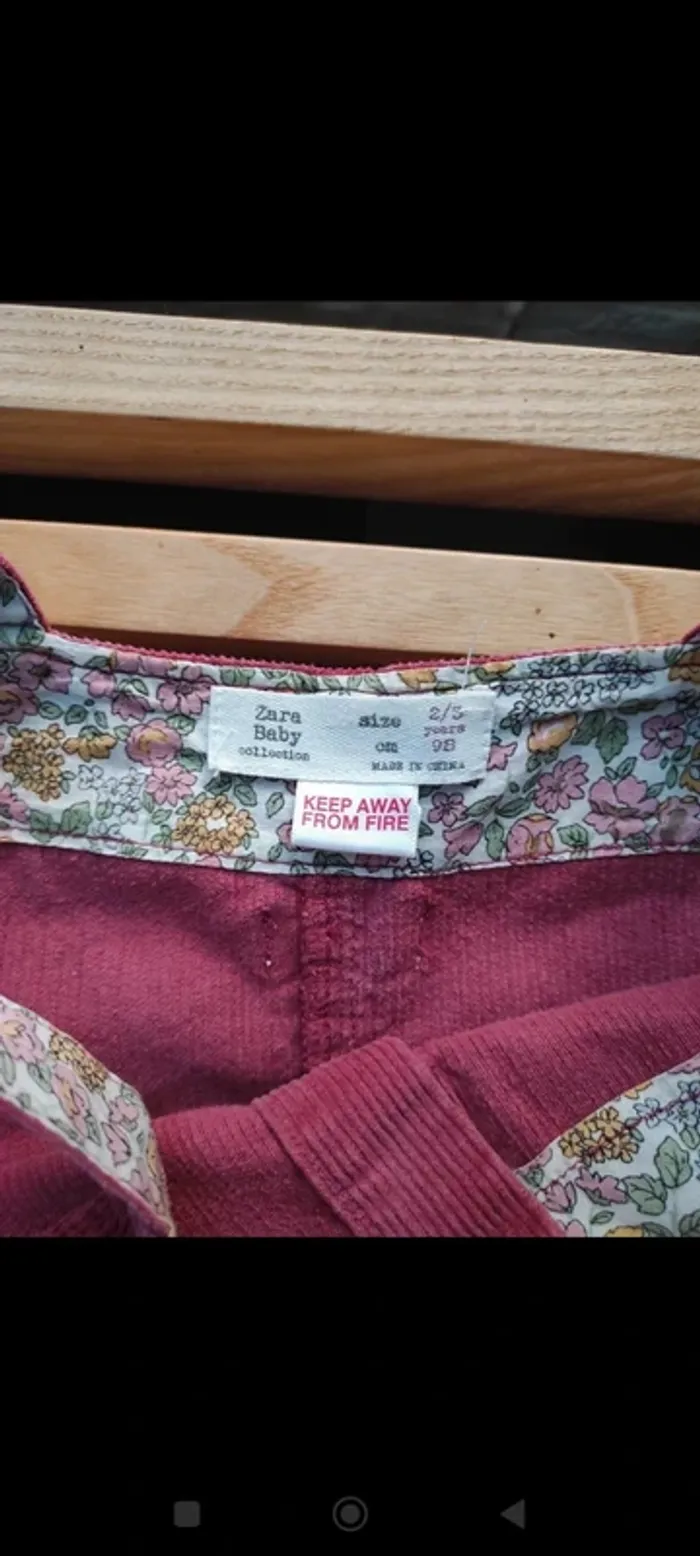 Zara
Baby
collection
size 2/3
years
cm 98
MADE IN CHINA
KEEP AWAY
FROM FIRE